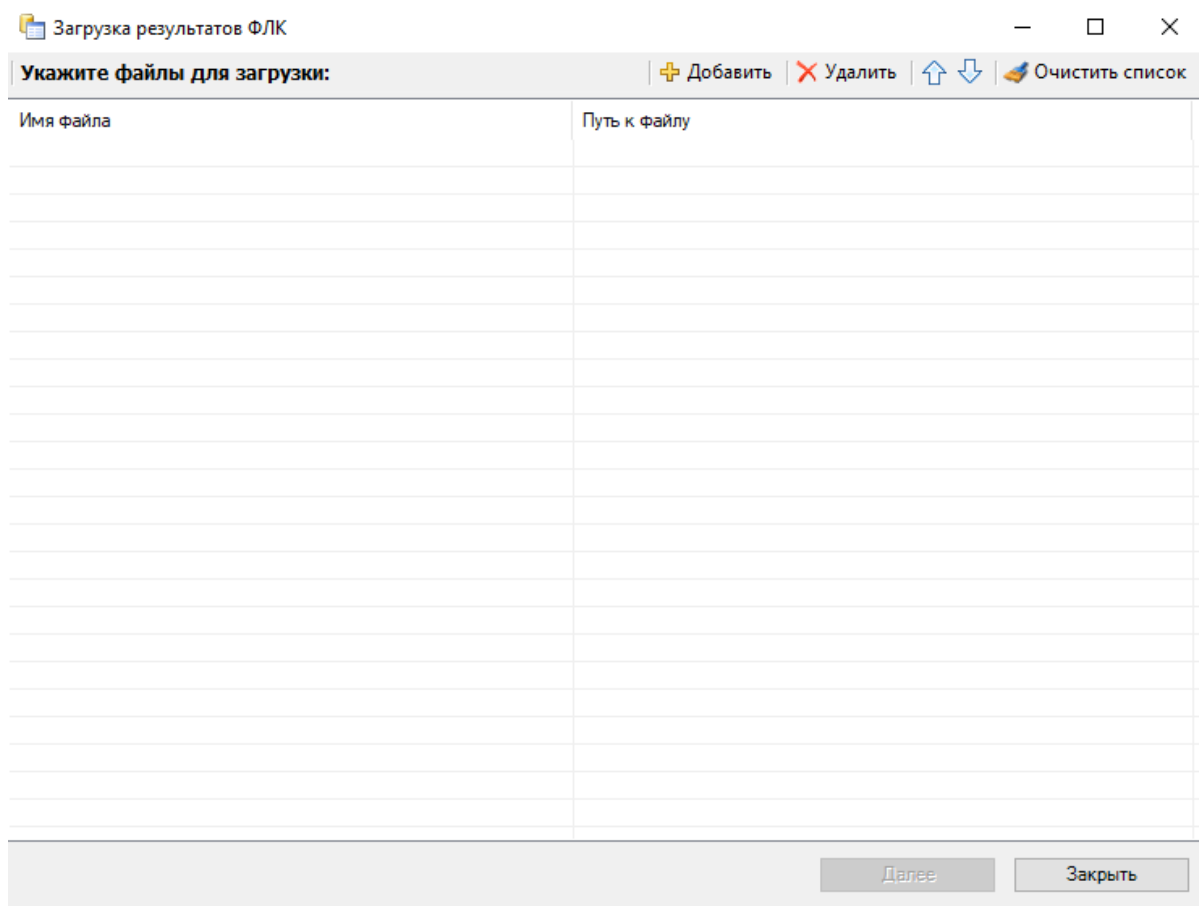 Загрузка результатов ФЛК
Укажите файлы для загрузки: Добавить Удалить Очистить список
Имя файла Путь к файлу
Далее Закрыть